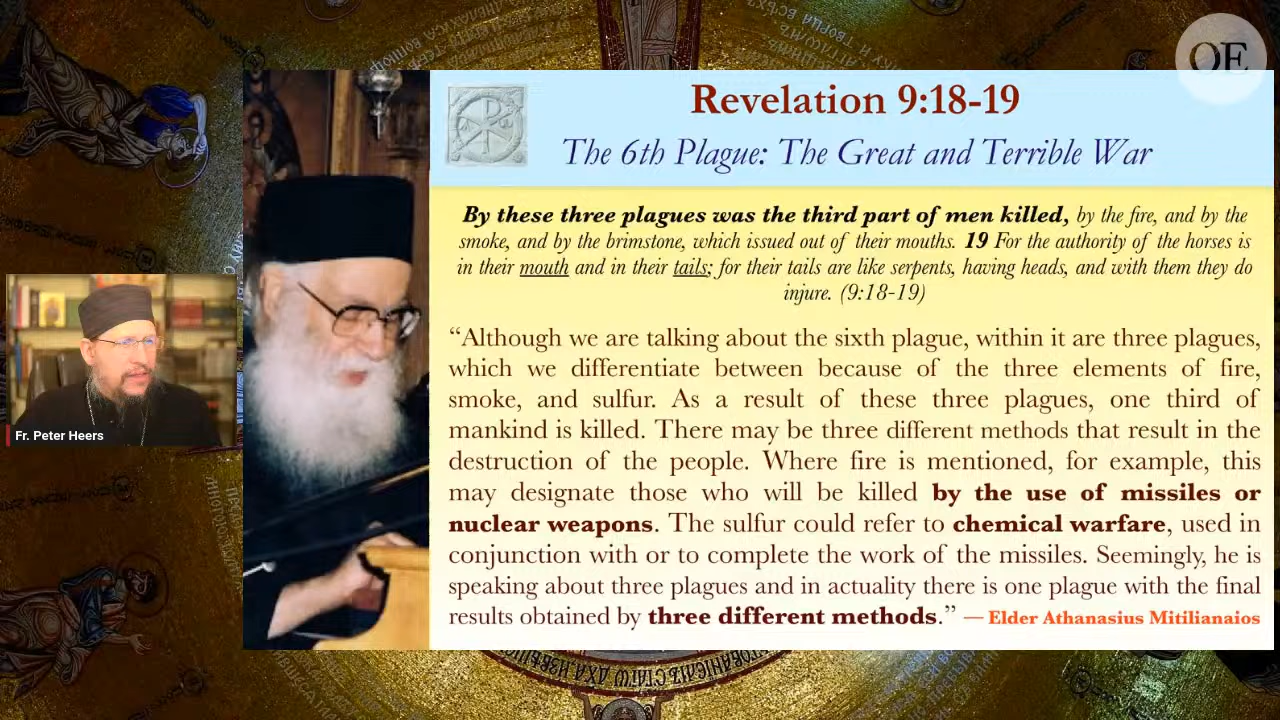 OE
Revelation 9:18-19
The 6th Plague: The Great and Terrible War
By these three plagues was the third part of men killed, by the fire, and by the
smoke, and by the brimstone, which issued out of their mouths. 19 For the authority of the horses is
in their mouth and in their tails; for their tails are like serpents, having heads, and with them they do
injure. (9:18-19)
“Although we are talking about the sixth plague, within it are three plagues,
which we differentiate between because of the three elements of fire,
smoke, and sulfur. As a result of these three plagues, one third of
mankind is killed. There may be three different methods that result in the
destruction of the people. Where fire is mentioned, for example, this
may designate those who will be killed by the use of missiles or
nuclear weapons. The sulfur could refer to chemical warfare, used in
conjunction with or to complete the work of the missiles. Seemingly, he is
speaking about three plagues and in actuality there is one plague with the final
results obtained by three different methods.” — Elder Athanasius Mitilianaios
Fr. Peter Heers